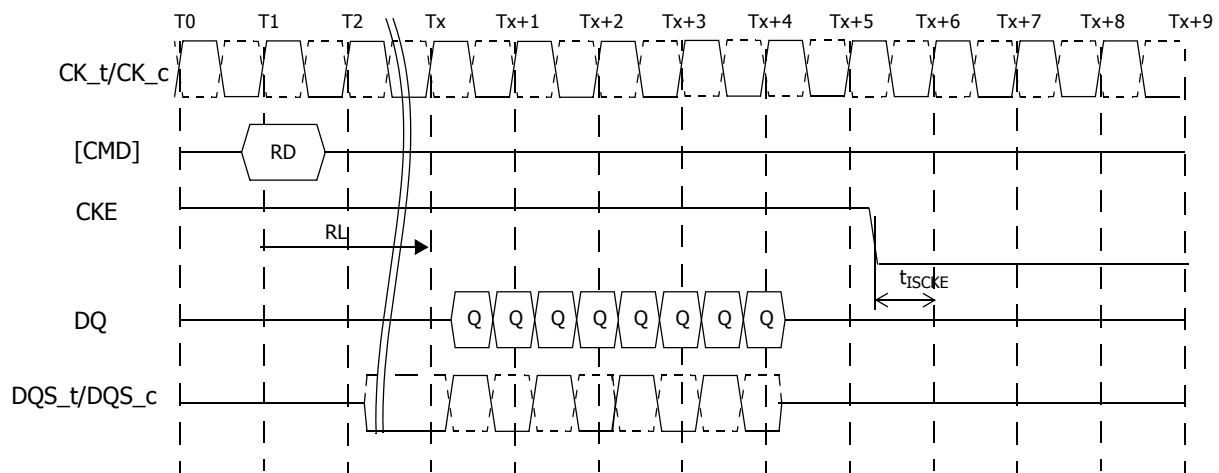 T0 T1 T2 Tx Tx+1 Tx+2 Tx+3 Tx+4 Tx+5 Tx+6 Tx+7 Tx+8 Tx+9
CK_t/CK_c
[CMD] RD
CKE
RL
tISCKE
DQ Q Q Q Q Q Q Q Q
DQS_t/DQS_c